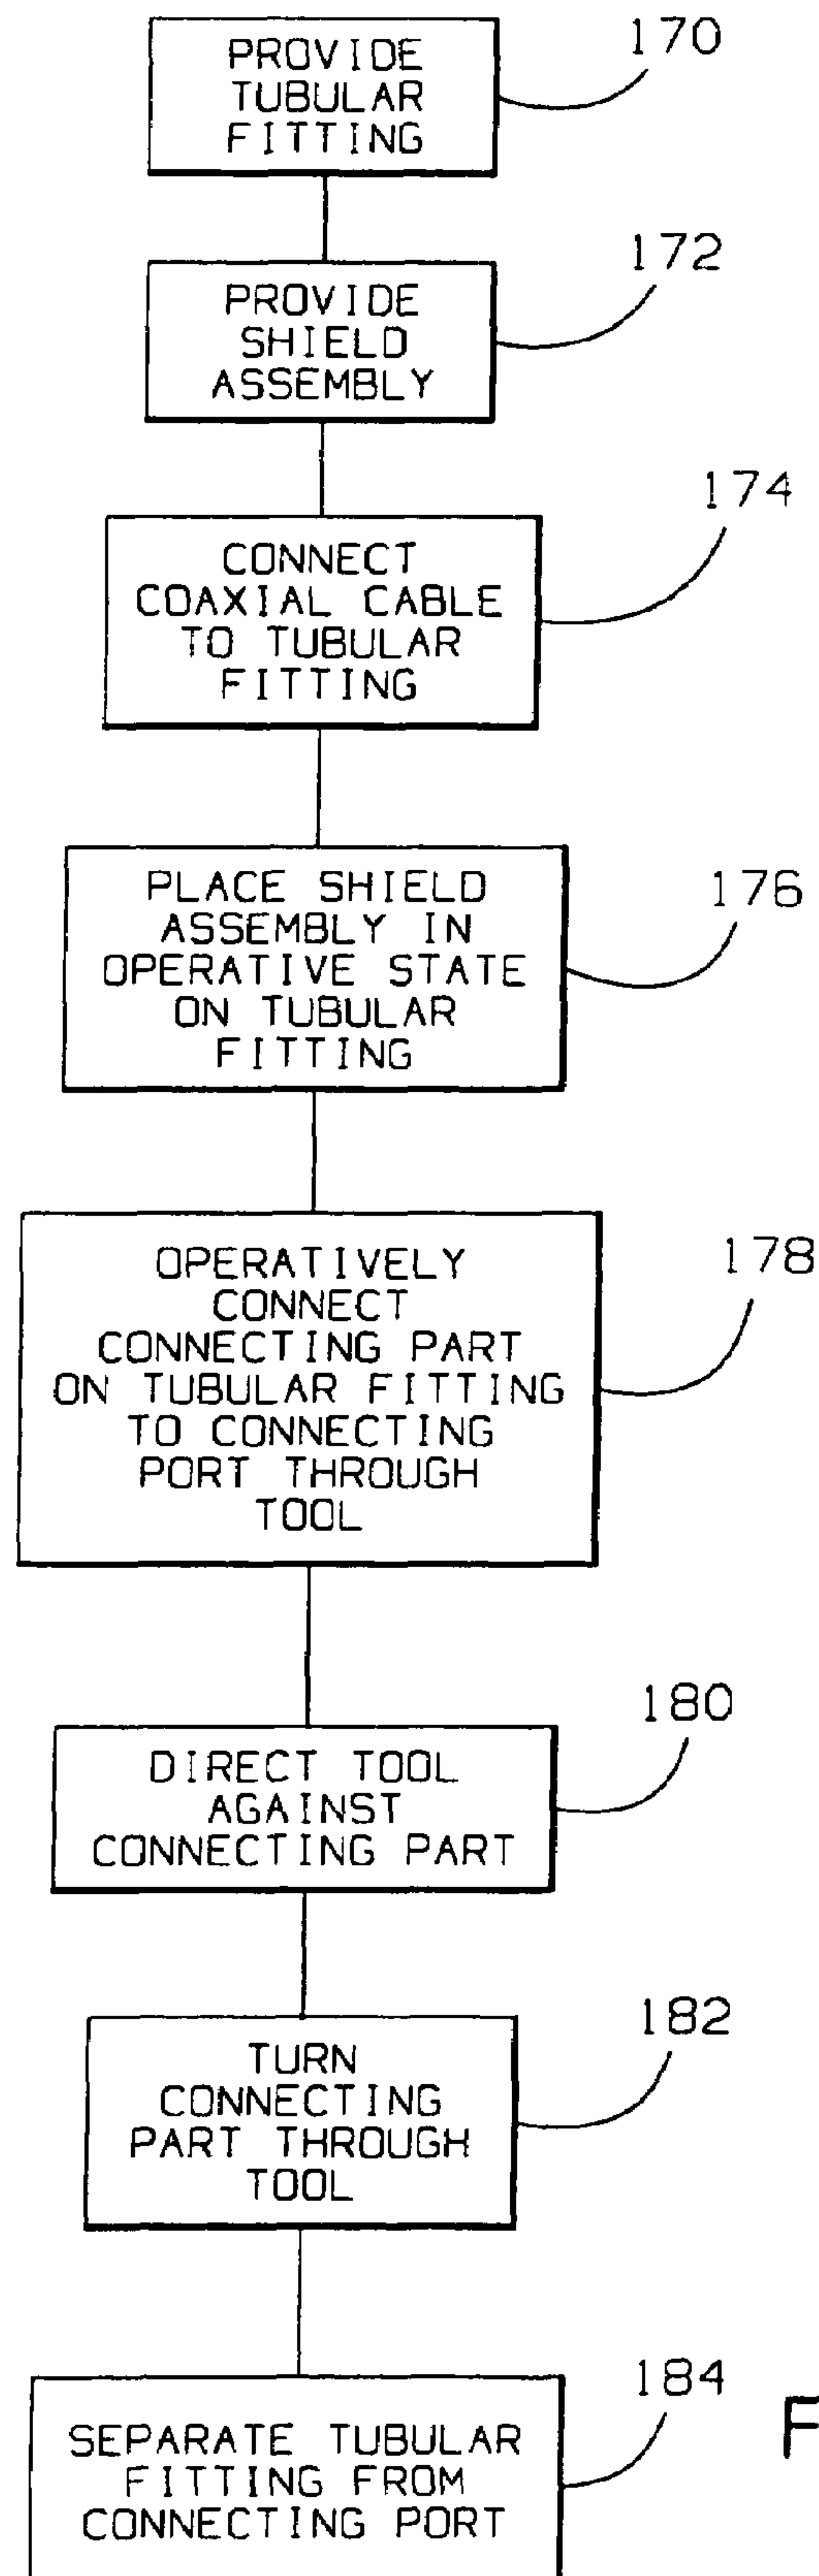 PROVIDE
TUBULAR
FITTING
170
PROVIDE
SHIELD
ASSEMBLY
172
CONNECT
COAXIAL CABLE
TO TUBULAR
FITTING
174
PLACE SHIELD
ASSEMBLY IN
OPERATIVE STATE
ON TUBULAR
FITTING
176
OPERATIVELY
CONNECT
CONNECTING PART
ON TUBULAR FITTING
TO CONNECTING
PORT THROUGH
TOOL
178
DIRECT TOOL
AGAINST
CONNECTING PART
180
TURN
CONNECTING
PART THROUGH
TOOL
182
SEPARATE TUBULAR
FITTING FROM
CONNECTING PORT
184
F